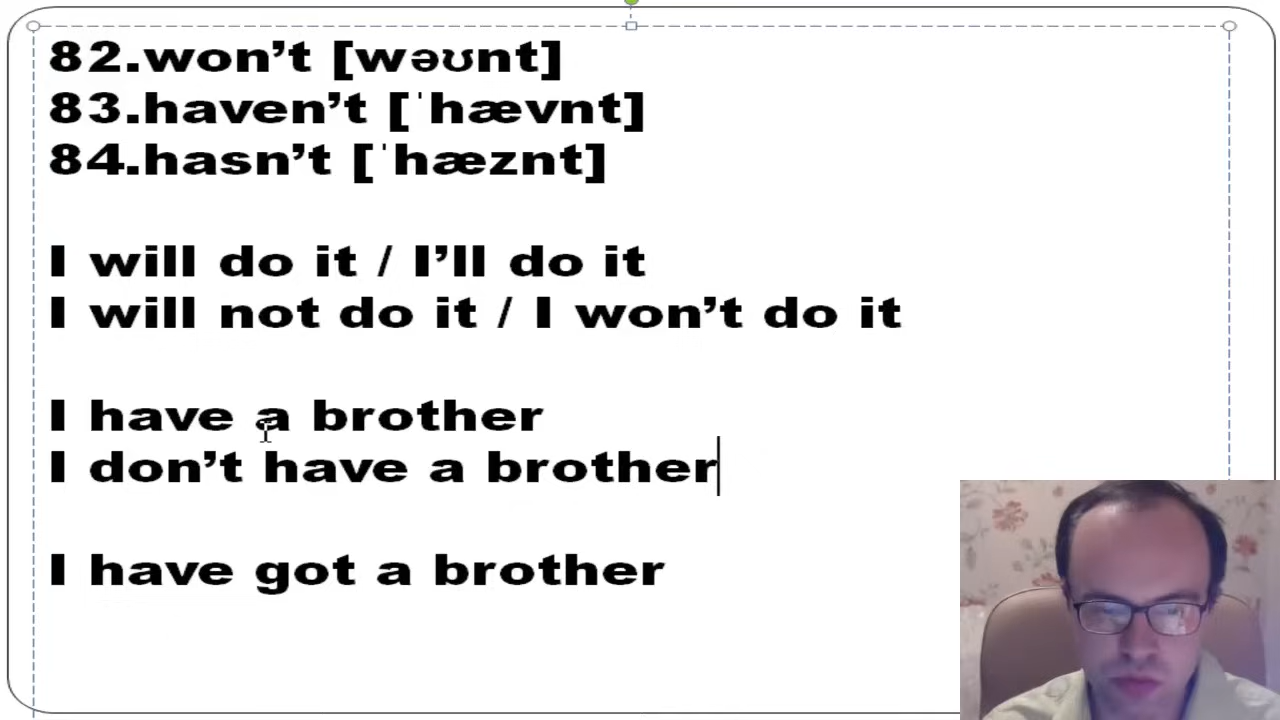 82.won’t [wəʊnt]
83.haven’t [ˈhævnt]
84.hasn’t [ˈhæznt]
I will do it / I’ll do it
I will not do it / I won’t do it
I have a brother
I don’t have a brother
I have got a brother